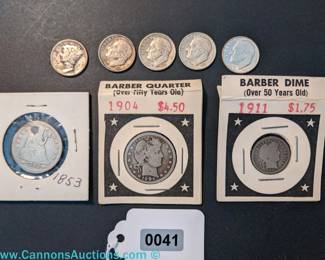 BARBER QUARTER
(Over Fifty Years Old)
1904 $4.50
BARBER DIME
(Over 50 Years Old)
1911 $1.75
1853
0041
www.CannonsAuctions.com